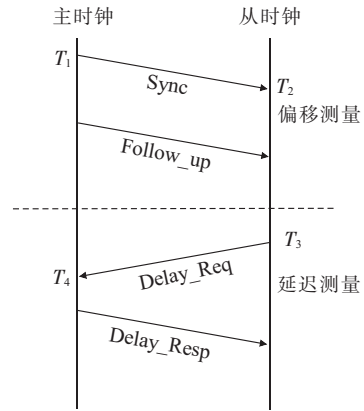 主时钟
从时钟
T₁
Sync
T₂
偏移测量
Follow_up
T₃
T₄
Delay_Req
延迟测量
Delay_Resp